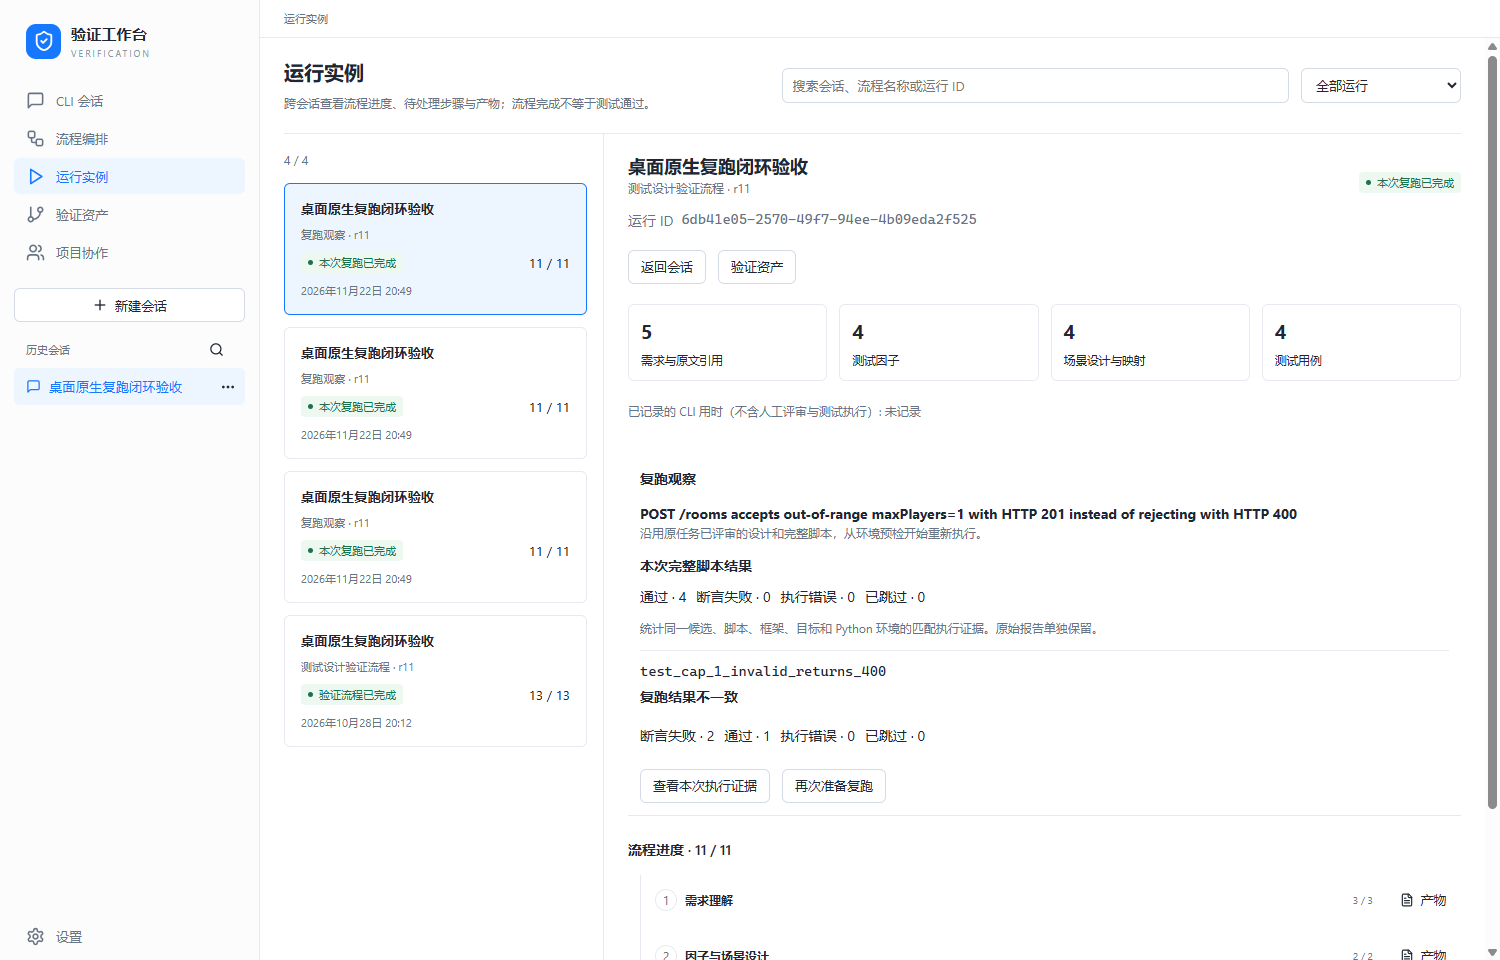 验证工作台
VERIFICATION
CLI 会话
流程编排
运行实例
验证资产
项目协作
新建会话
历史会话
桌面原生复跑闭环验收
设置
运行实例
运行实例
跨会话查看流程进度、待处理步骤与产物；流程完成不等于测试通过。
搜索会话、流程名称或运行 ID
全部运行
4 / 4
桌面原生复跑闭环验收
复跑观察 · r11
本次复跑已完成
11 / 11
2026年11月22日 20:49
桌面原生复跑闭环验收
复跑观察 · r11
本次复跑已完成
11 / 11
2026年11月22日 20:49
桌面原生复跑闭环验收
复跑观察 · r11
本次复跑已完成
11 / 11
2026年11月22日 20:49
桌面原生复跑闭环验收
测试设计验证流程 · r11
验证流程已完成
13 / 13
2026年10月28日 20:12
桌面原生复跑闭环验收
测试设计验证流程 · r11
本次复跑已完成
运行 ID 6db41e05-2570-49f7-94ee-4b09eda2f525
返回会话
验证资产
5
需求与原文引用
4
测试因子
4
场景设计与映射
4
测试用例
已记录的 CLI 用时（不含人工评审与测试执行）: 未记录
复跑观察
POST /rooms accepts out-of-range maxPlayers=1 with HTTP 201 instead of rejecting with HTTP 400
沿用原任务已评审的设计和完整脚本，从环境预检开始重新执行。
本次完整脚本结果
通过 · 4 断言失败 · 0 执行错误 · 0 已跳过 · 0
统计同一候选、脚本、框架、目标和 Python 环境的匹配执行证据。原始报告单独保留。
test_cap_1_invalid_returns_400
复跑结果不一致
断言失败 · 2 通过 · 1 执行错误 · 0 已跳过 · 0
查看本次执行证据
再次准备复跑
流程进度 · 11 / 11
1 需求理解 3 / 3 产物
2 因子与场景设计 2 / 2 产物